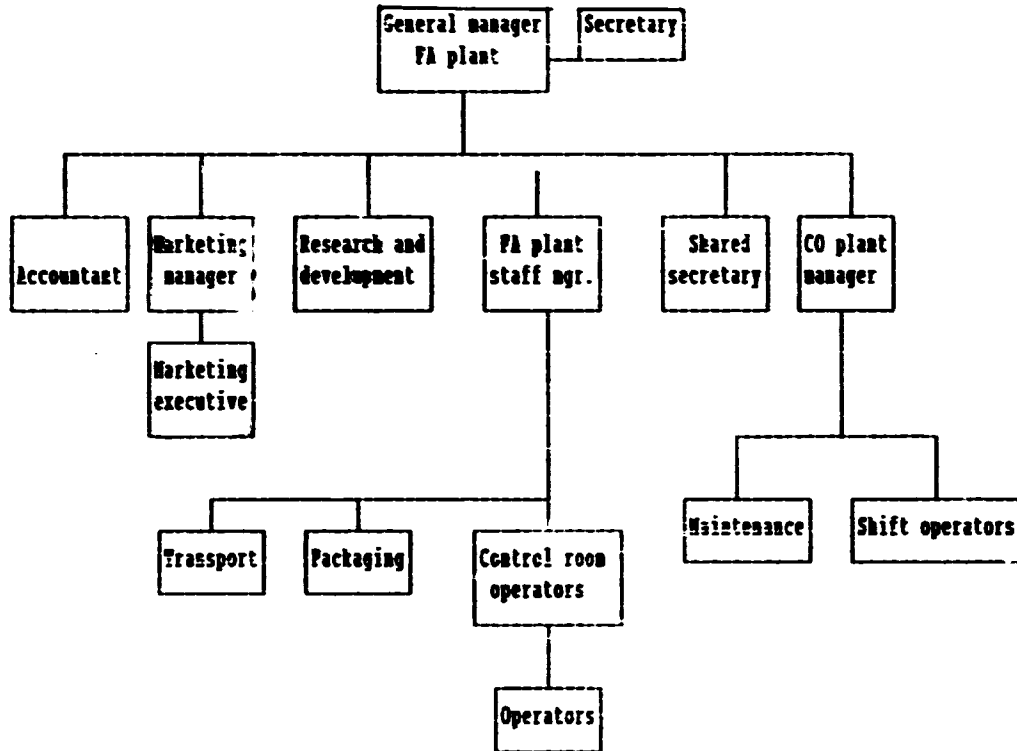 General manager
FA plant
Secretary
Accountant
Marketing
manager
Research and
development
FA plant
staff mgr.
Shared
secretary
CO plant
manager
Marketing
executive
Transport
Packaging
Control room
operators
Maintenance
Shift operators
Operators